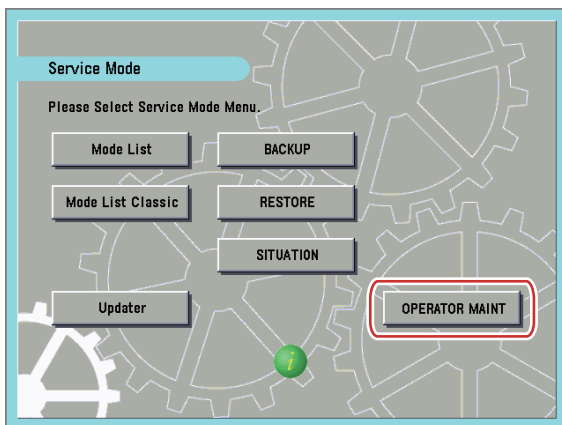 Service Mode
Please Select Service Mode Menu.
Mode List
BACKUP
Mode List Classic
RESTORE
SITUATION
Updater
OPERATOR MAINT
i